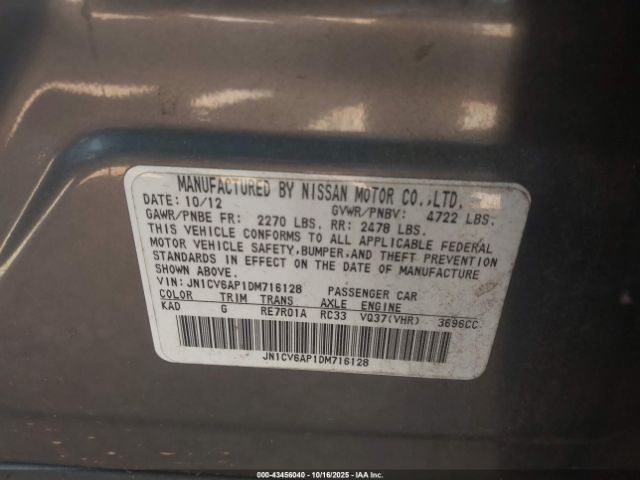 MANUFACTURED BY NISSAN MOTOR CO.,LTD.
DATE: 10/12 GVWR/PNBV: 4722 LBS.
GAWR/PNBE FR: 2270 LBS. RR: 2478 LBS.
THIS VEHICLE CONFORMS TO ALL APPLICABLE FEDERAL
MOTOR VEHICLE SAFETY, BUMPER, AND THEFT PREVENTION
STANDARDS IN EFFECT ON THE DATE OF MANUFACTURE
SHOWN ABOVE.
VIN: JN1CV6AP1DM716128 PASSENGER CAR
COLOR TRIM TRANS AXLE ENGINE
KAD G RE7R01A RC33 VQ37(VHR) 3696CC
JN1CV6AP1DM716128
000-43456040 - 10/16/2025 - IAA Inc.